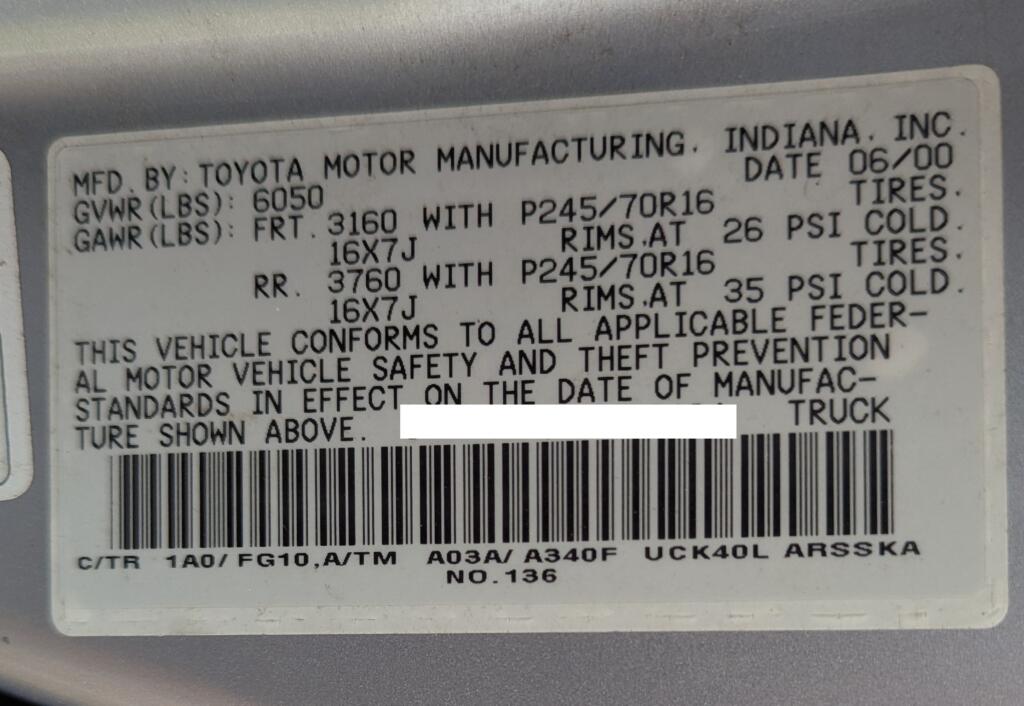 MFD. BY: TOYOTA MOTOR MANUFACTURING. INDIANA. INC.
GVWR(LBS): 6050 DATE 06/00
GAWR(LBS): FRT. 3160 WITH P245/70R16 TIRES.
16X7J RIMS.AT 26 PSI COLD.
RR. 3760 WITH P245/70R16 TIRES.
16X7J RIMS.AT 35 PSI COLD.
THIS VEHICLE CONFORMS TO ALL APPLICABLE FEDER-
AL MOTOR VEHICLE SAFETY AND THEFT PREVENTION
STANDARDS IN EFFECT ON THE DATE OF MANUFAC-
TURE SHOWN ABOVE. TRUCK
C/TR 1A0/ FG10,A/TM A03A/ A340F UCK40L ARSSKA
NO.136